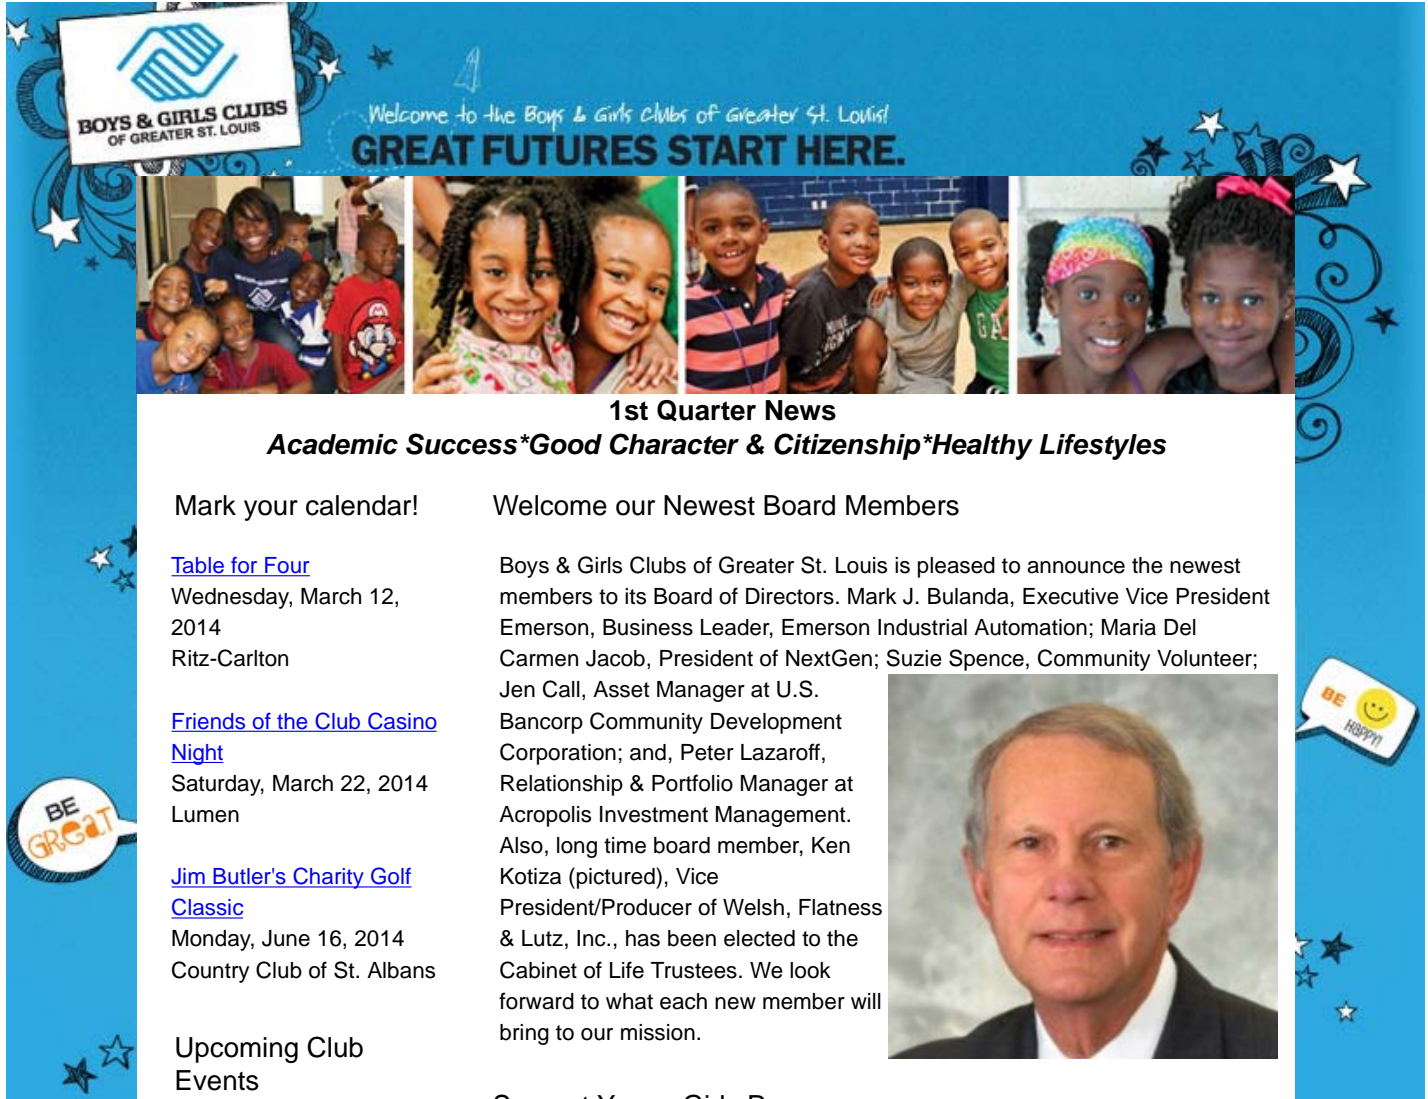 BOYS & GIRLS CLUBS
OF GREATER ST. LOUIS
Welcome to the Boys & Girls Clubs of Greater St. Louis!
GREAT FUTURES START HERE.
1st Quarter News
Academic Success*Good Character & Citizenship*Healthy Lifestyles
Mark your calendar!
Table for Four
Wednesday, March 12,
2014
Ritz-Carlton
Friends of the Club Casino
Night
Saturday, March 22, 2014
Lumen
Jim Butler's Charity Golf
Classic
Monday, June 16, 2014
Country Club of St. Albans
Upcoming Club
Events
Welcome our Newest Board Members
Boys & Girls Clubs of Greater St. Louis is pleased to announce the newest
members to its Board of Directors. Mark J. Bulanda, Executive Vice President
Emerson, Business Leader, Emerson Industrial Automation; Maria Del
Carmen Jacob, President of NextGen; Suzie Spence, Community Volunteer;
Jen Call, Asset Manager at U.S.
Bancorp Community Development
Corporation; and, Peter Lazaroff,
Relationship & Portfolio Manager at
Acropolis Investment Management.
Also, long time board member, Ken
Kotiza (pictured), Vice
President/Producer of Welsh, Flatness
& Lutz, Inc., has been elected to the
Cabinet of Life Trustees. We look
forward to what each new member will
bring to our mission.
BE
GREAT
BE
HAPPY!